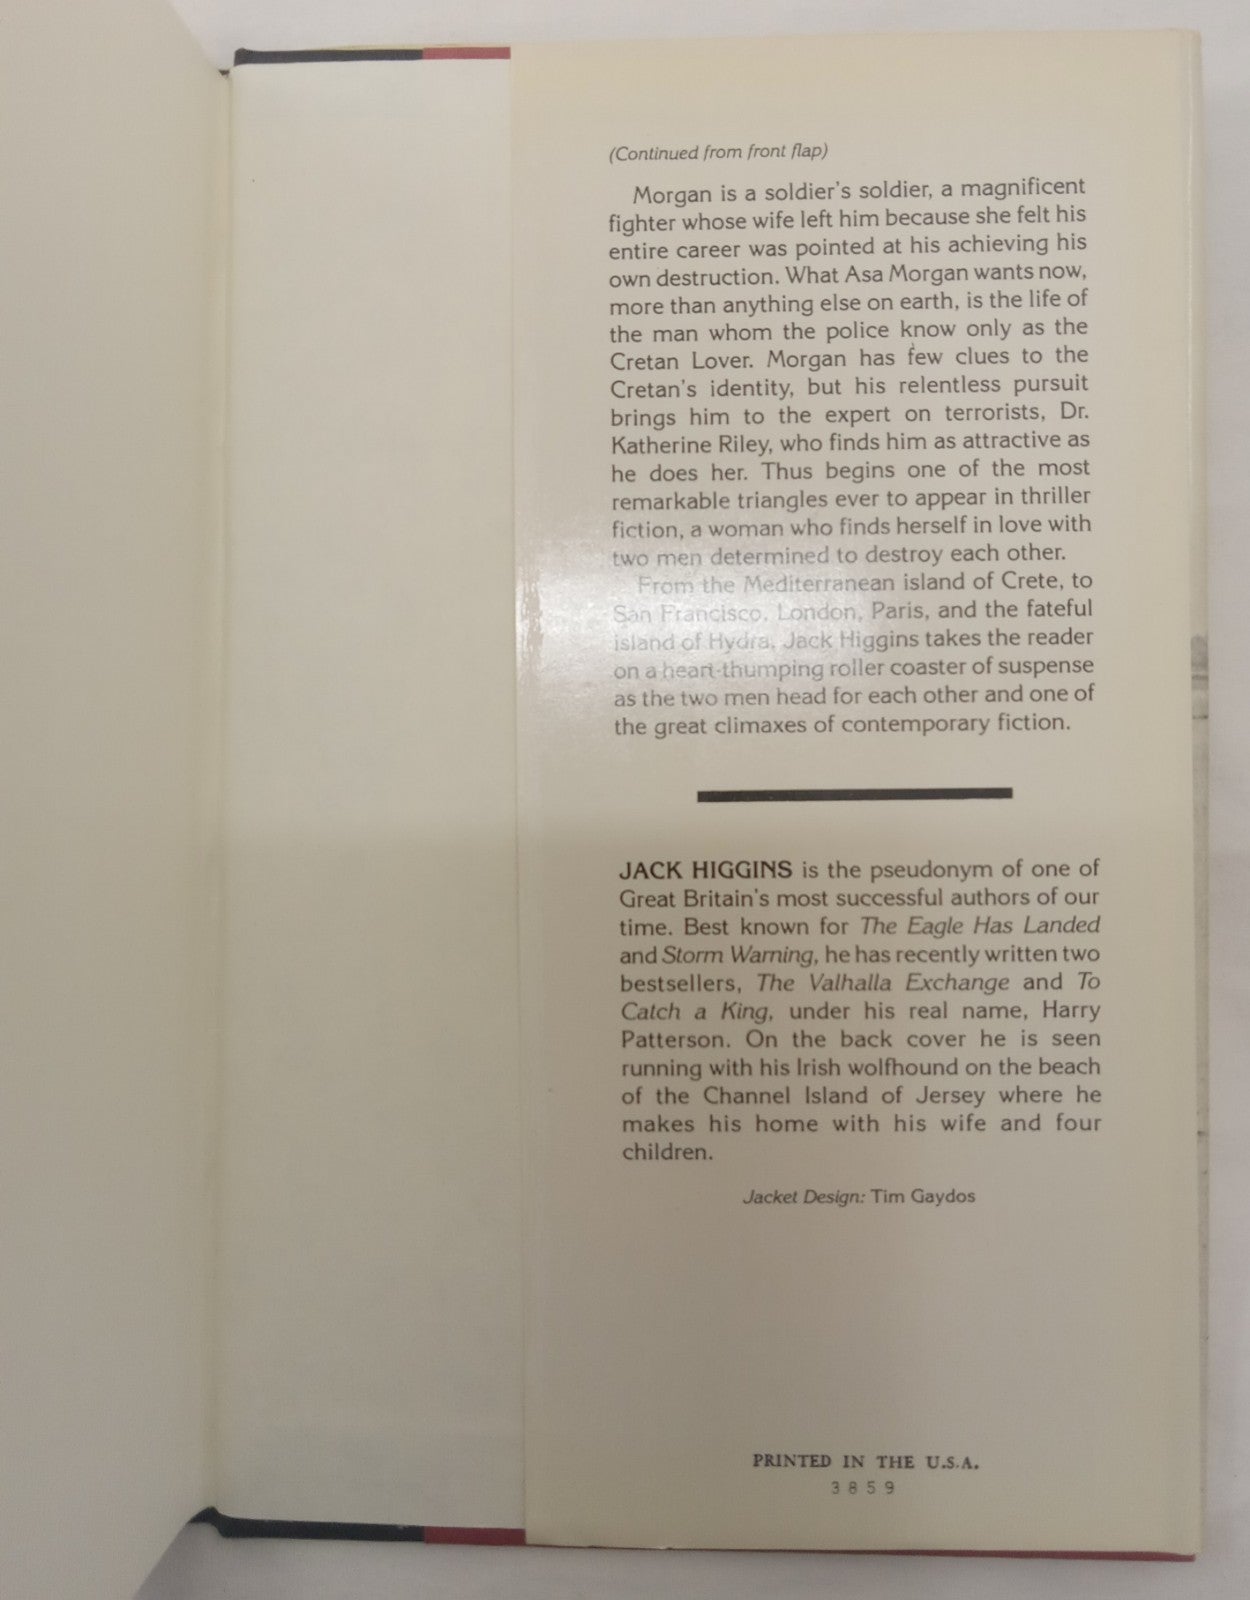 (Continued from front flap)
Morgan is a soldier's soldier, a magnificent
fighter whose wife left him because she felt his
entire career was pointed at his achieving his
own destruction. What Asa Morgan wants now,
more than anything else on earth, is the life of
the man whom the police know only as the
Cretan Lover. Morgan has few clues to the
Cretan's identity, but his relentless pursuit
brings him to the expert on terrorists, Dr.
Katherine Riley, who finds him as attractive as
he does her. Thus begins one of the most
remarkable triangles ever to appear in thriller
fiction, a woman who finds herself in love with
two men determined to destroy each other.
From the Mediterranean island of Crete, to
San Francisco, London, Paris, and the fateful
island of Hydra, Jack Higgins takes the reader
on a heart-thumping roller coaster of suspense
as the two men head for each other and one of
the great climaxes of contemporary fiction.
JACK HIGGINS is the pseudonym of one of
Great Britain's most successful authors of our
time. Best known for The Eagle Has Landed
and Storm Warning, he has recently written two
bestsellers, The Valhalla Exchange and To
Catch a King, under his real name, Harry
Patterson. On the back cover he is seen
running with his Irish wolfhound on the beach
of the Channel Island of Jersey where he
makes his home with his wife and four
children.
Jacket Design: Tim Gaydos
PRINTED IN THE U.S.A.
3859